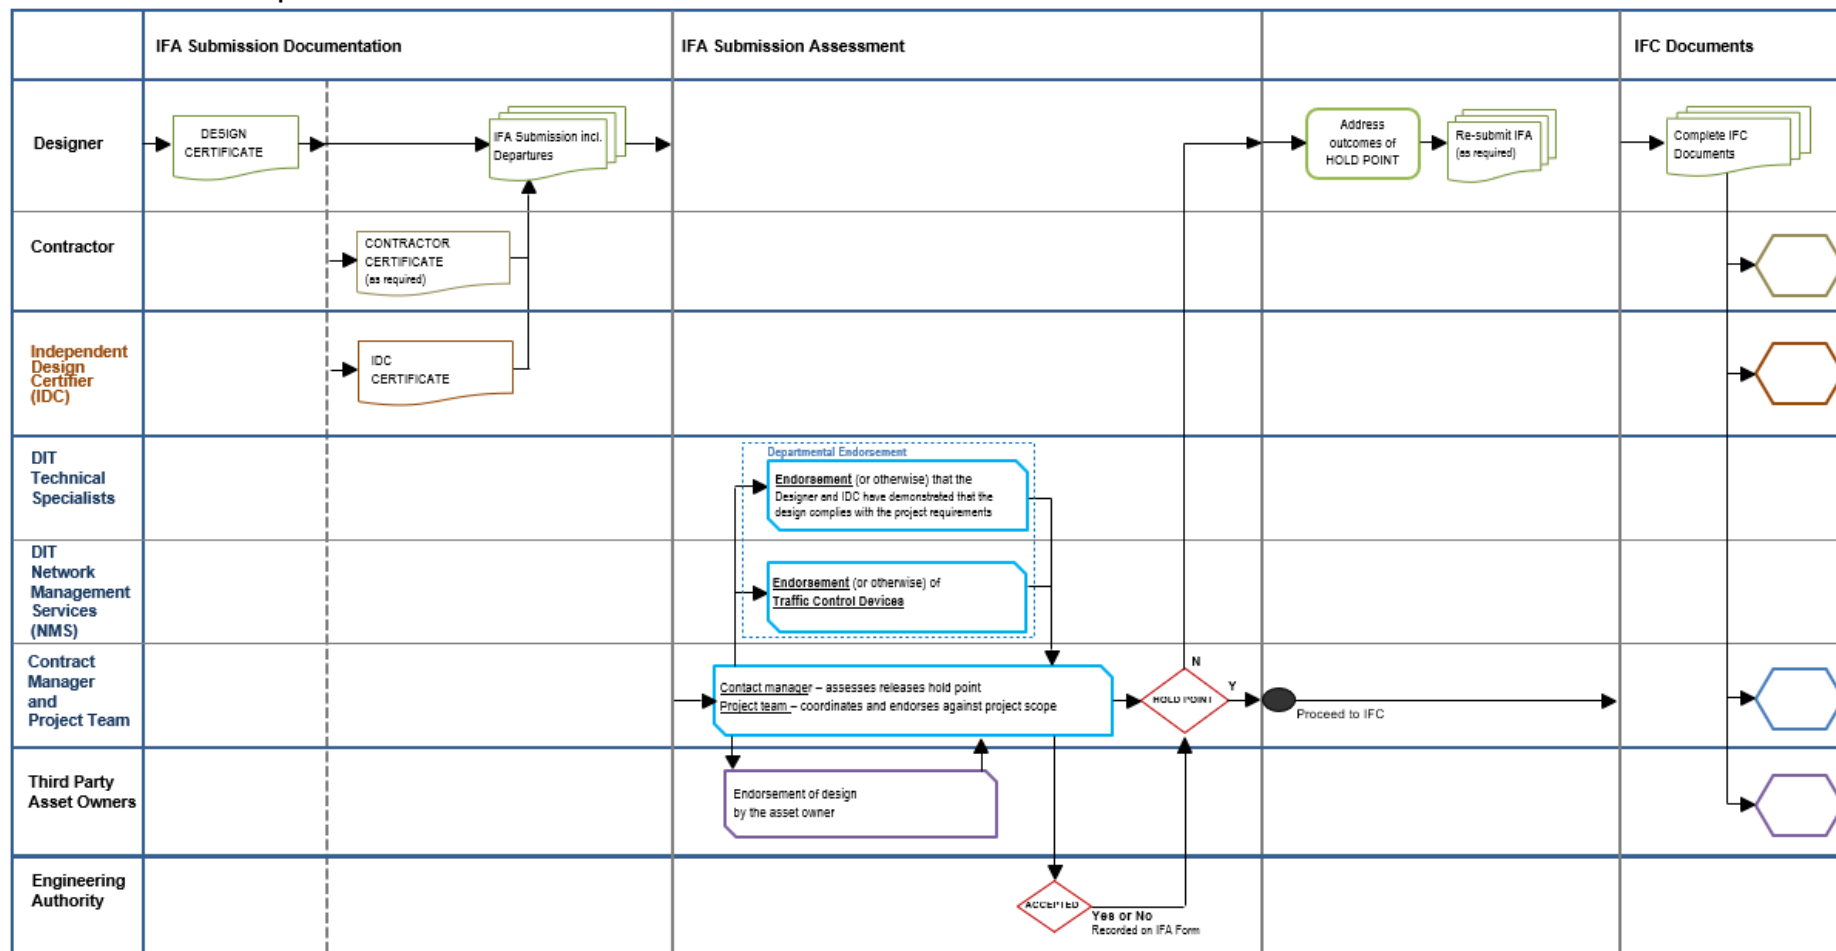 IFA Submission Documentation
IFA Submission Assessment
IFC Documents
Designer
DESIGN
CERTIFICATE
IFA Submission incl.
Departures
Address
outcomes of
HOLD POINT
Re-submit IFA
(as required)
Complete IFC
Documents
Contractor
CONTRACTOR
CERTIFICATE
(as required)
Independent
Design
Certifier
(IDC)
IDC
CERTIFICATE
DIT
Technical
Specialists
Departmental Endorsement
Endorsement (or otherwise) that the
Designer and IDC have demonstrated that the
design complies with the project requirements
DIT
Network
Management
Services
(NMS)
Endorsement (or otherwise) of
Traffic Control Devices
Contract
Manager
and
Project Team
Contact manager – assesses releases hold point
Project team – coordinates and endorses against project scope
HOLD POINT
N
Y
Proceed to IFC
Third Party
Asset Owners
Endorsement of design
by the asset owner
Engineering
Authority
ACCEPTED
Yes or No
Recorded on IFA Form